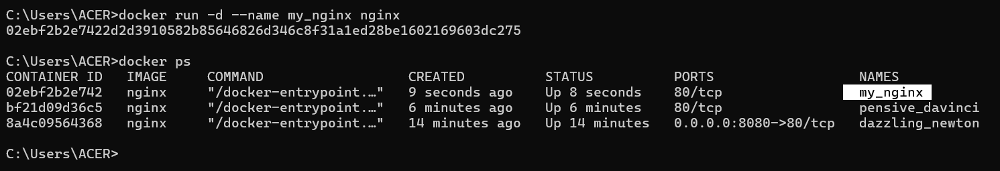 C:\Users\ACER>docker run -d --name my_nginx nginx
02ebf2b2e7422d2d3910582b85646826d346c8f31a1ed28be1602169603dc275
C:\Users\ACER>docker ps
CONTAINER ID   IMAGE     COMMAND                  CREATED          STATUS          PORTS                  NAMES
02ebf2b2e742   nginx     "/docker-entrypoint.…"   9 seconds ago    Up 8 seconds    80/tcp                 my_nginx
bf21d09d36c5   nginx     "/docker-entrypoint.…"   6 minutes ago    Up 6 minutes    80/tcp                 pensive_davinci
8a4c09564368   nginx     "/docker-entrypoint.…"   14 minutes ago   Up 14 minutes   0.0.0.0:8080->80/tcp   dazzling_newton
C:\Users\ACER>